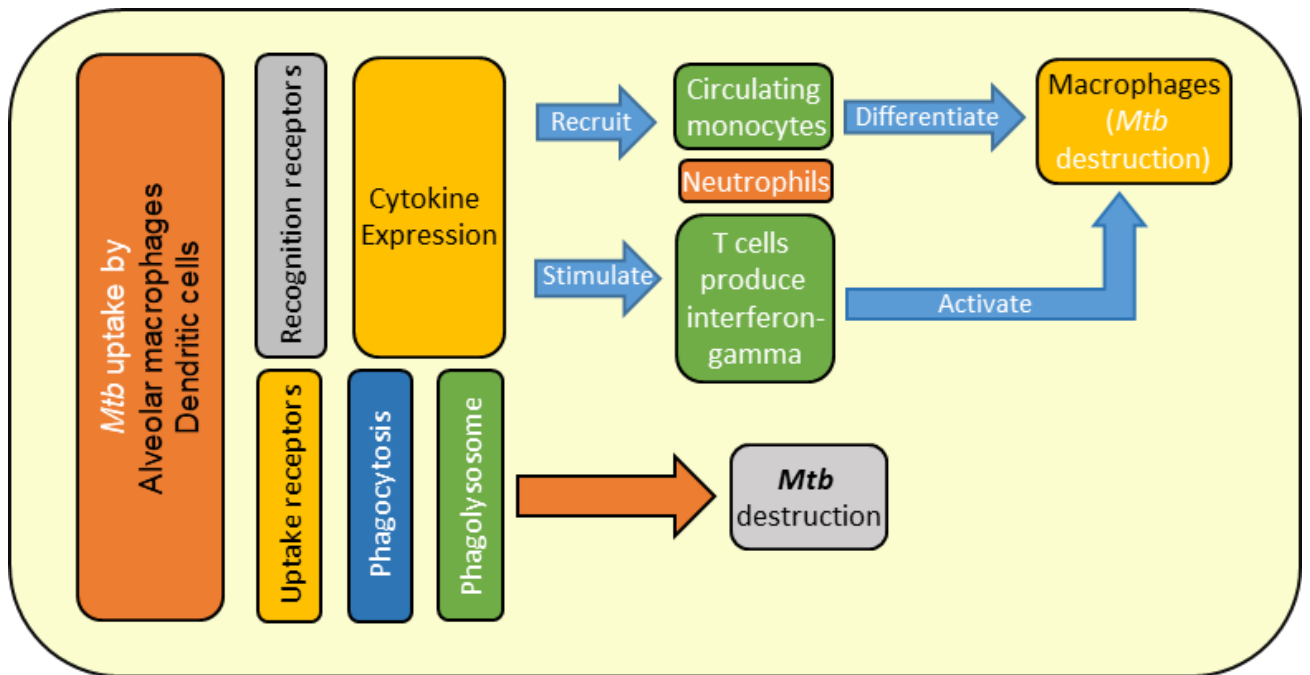 Mtb uptake by
Alveolar macrophages
Dendritic cells
Recognition receptors
Cytokine
Expression
Recruit
Circulating
monocytes
Differentiate
Macrophages
(Mtb
destruction)
Neutrophils
Stimulate
T cells
produce
interferon-
gamma
Activate
Uptake receptors
Phagocytosis
Phagolysosome
Mtb
destruction